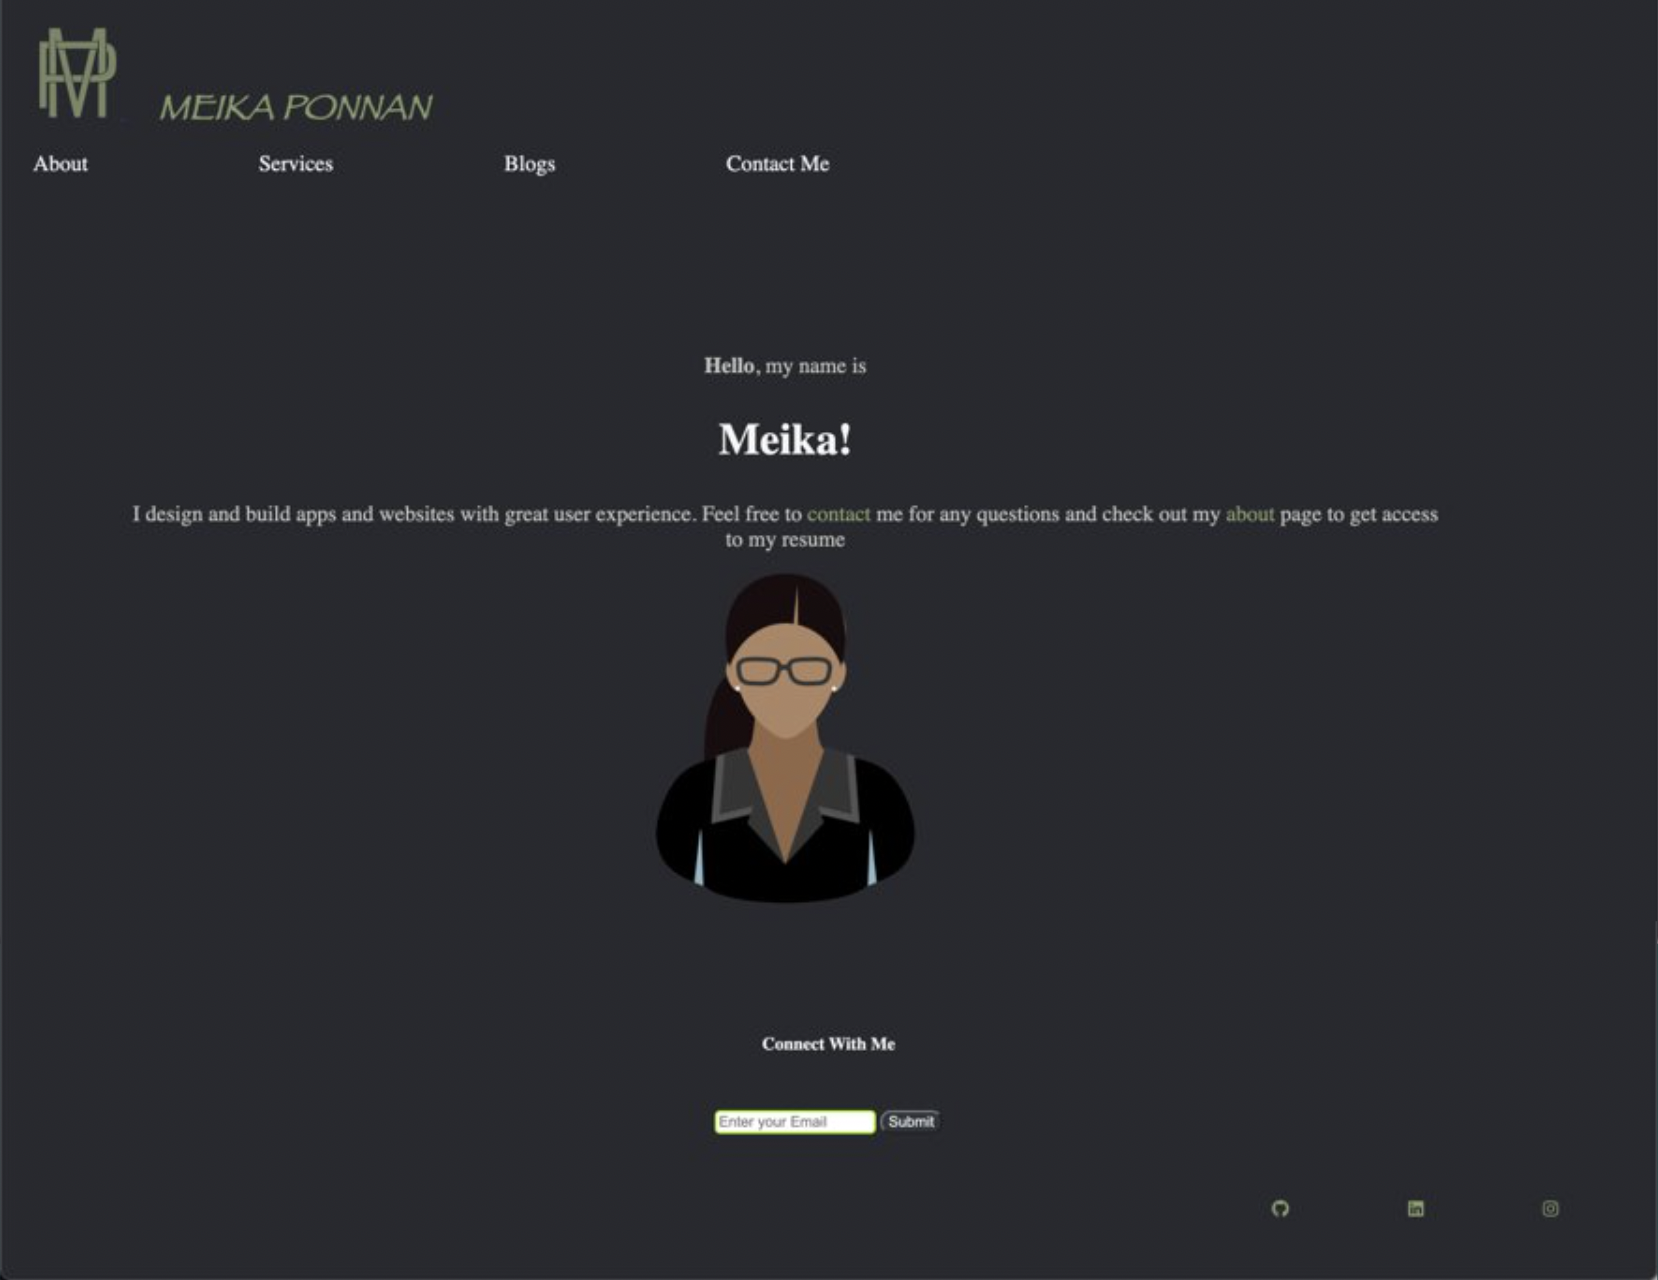 MP
MEIKA PONNAN
About Services Blogs Contact Me
Hello, my name is
Meika!
I design and build apps and websites with great user experience. Feel free to contact me for any questions and check out my about page to get access
to my resume
Connect With Me
Enter your Email Submit
in